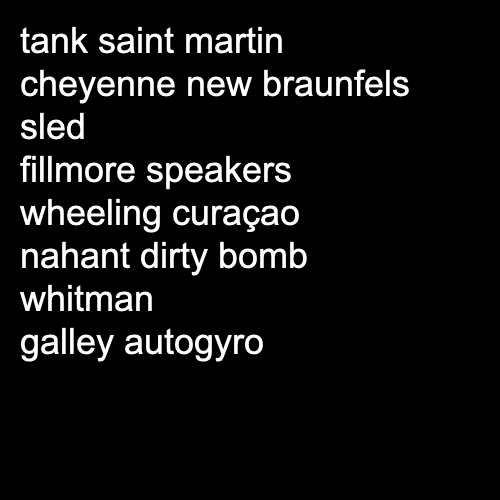 tank saint martin
cheyenne new braunfels
sled
fillmore speakers
wheeling curaçao
nahant dirty bomb
whitman
galley autogyro